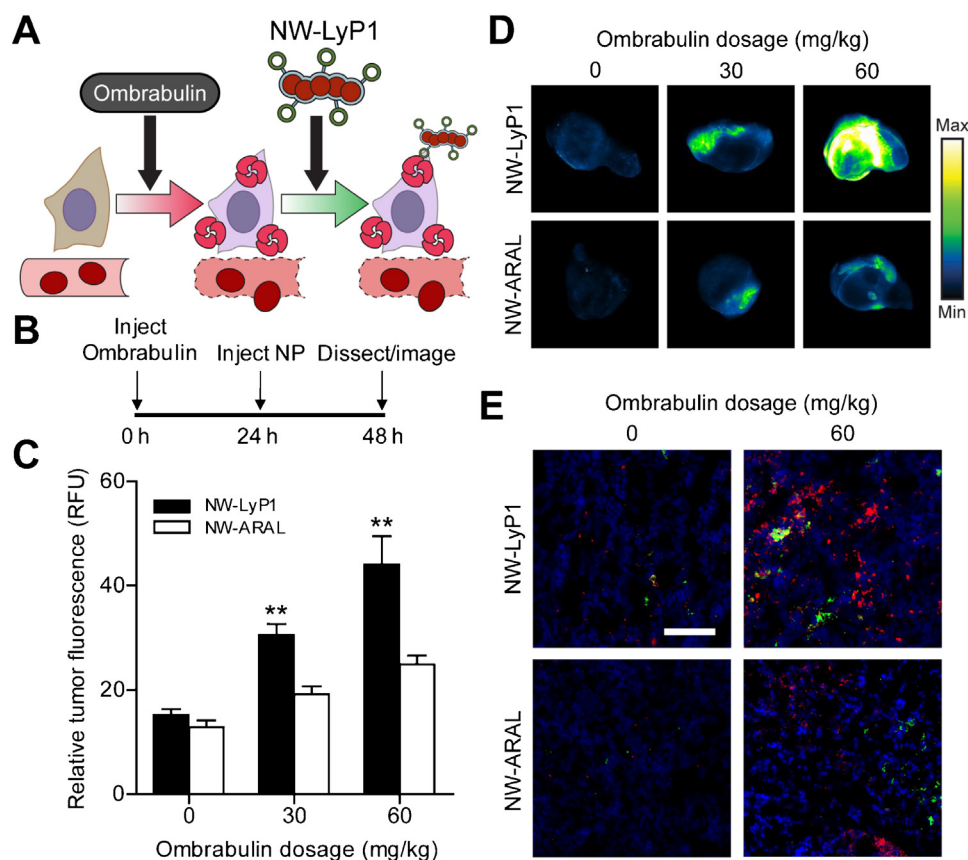 A
NW-LyP1
Ombrabulin
B
Inject
Ombrabulin
Inject NP
Dissect/image
0 h
24 h
48 h
C
Relative tumor fluorescence (RFU)
60
40
20
0
NW-LyP1
NW-ARAL
**
**
0
30
60
Ombrabulin dosage (mg/kg)
D
Ombrabulin dosage (mg/kg)
0
30
60
NW-LyP1
NW-ARAL
Max
Min
E
Ombrabulin dosage (mg/kg)
0
60
NW-LyP1
NW-ARAL